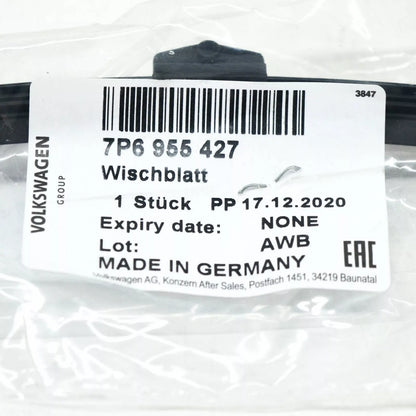 3847
VOLKSWAGEN
GROUP
7P6 955 427
Wischblatt
1 Stück PP 17.12.2020
Expiry date: NONE
Lot: AWB
MADE IN GERMANY
EAC
Volkswagen AG, Konzern After Sales, Postfach 1451, 34219 Baunatal